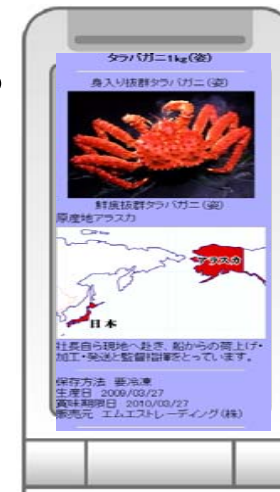 タラバガニ1kg(姿)
身入り抜群タラバガニ(姿)
鮮度抜群タラバガニ(姿)
原産地アラスカ
アラスカ
日本
社長自ら現地へ赴き、船からの荷上げ・
加工・発送と監督指揮をとっています。
保存方法 要冷凍
生産日 2009/03/27
賞味期限日 2010/03/27
販売元 エムエストレーディング(株)